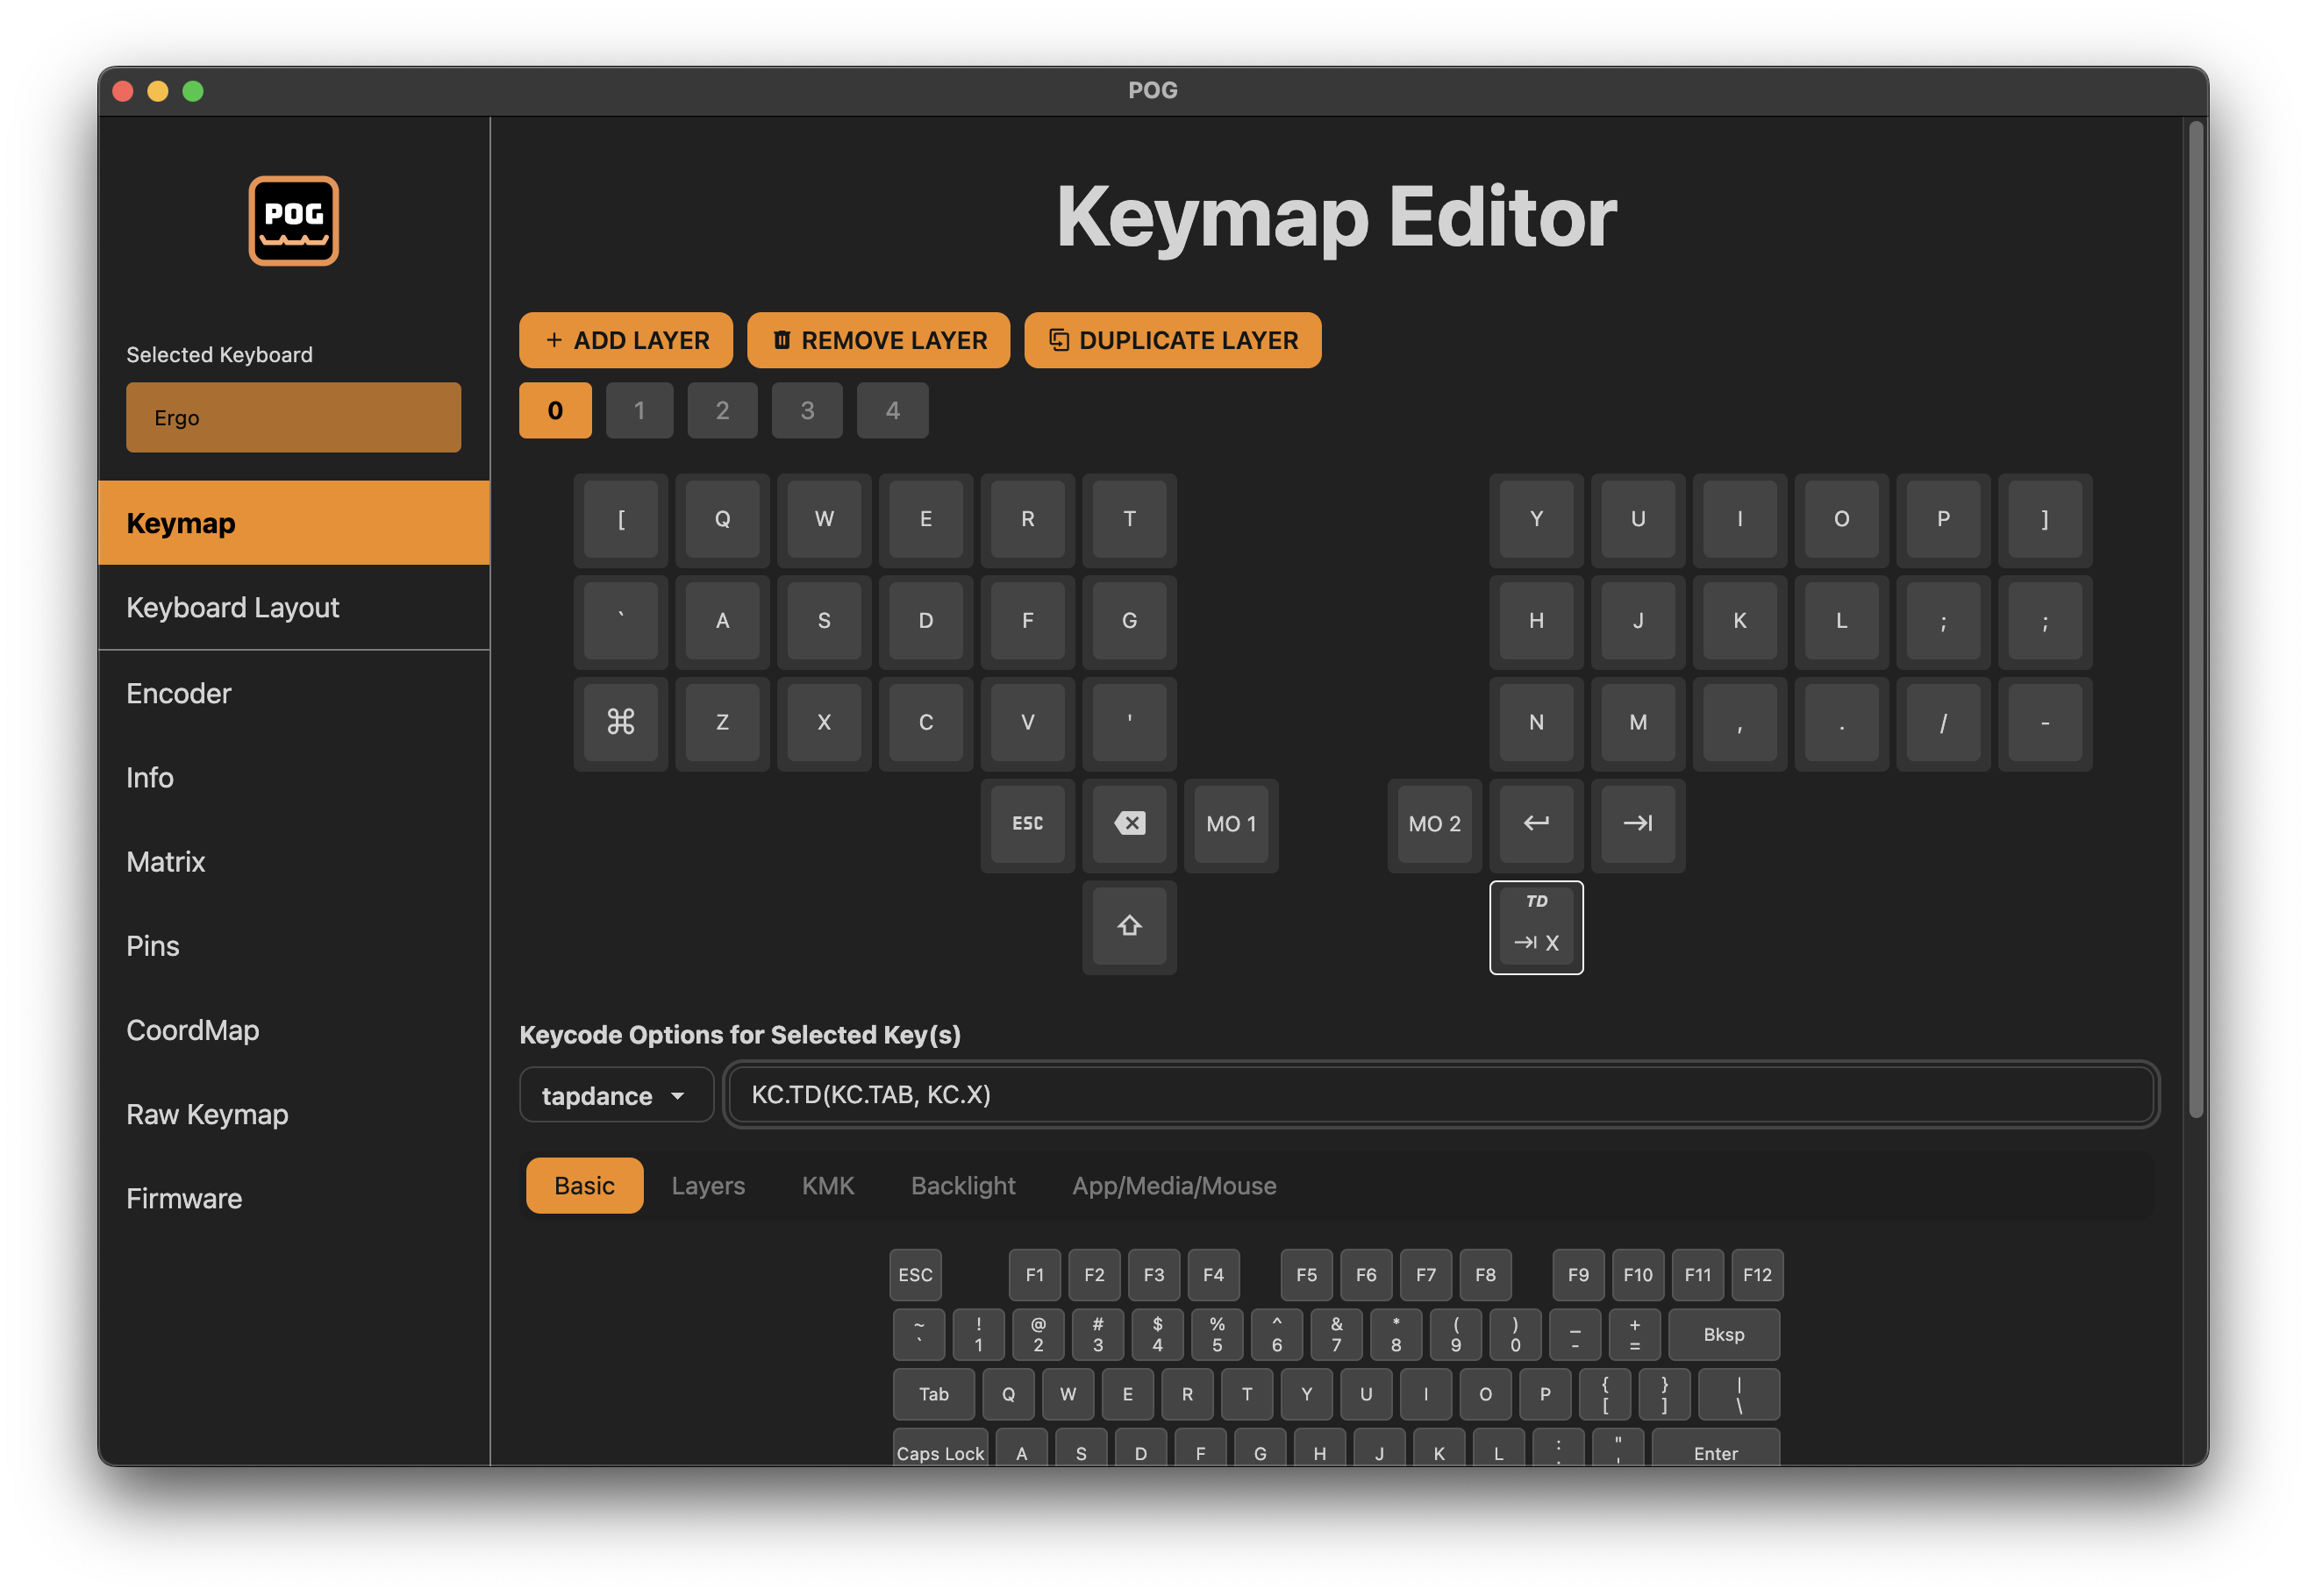 POG
POG
Selected Keyboard
Ergo
Keymap
Keyboard Layout
Encoder
Info
Matrix
Pins
CoordMap
Raw Keymap
Firmware
Keymap Editor
+ ADD LAYER REMOVE LAYER DUPLICATE LAYER
0 1 2 3 4
[ Q W E R T Y U I O P ]
` A S D F G H J K L ; ;
⌘ Z X C V ' N M , . / -
ESC MO 1 MO 2
TD
X
Keycode Options for Selected Key(s)
tapdance KC.TD(KC.TAB, KC.X)
Basic Layers KMK Backlight App/Media/Mouse
ESC F1 F2 F3 F4 F5 F6 F7 F8 F9 F10 F11 F12
~ ! @ # $ % ^ & * ( ) _ +
` 1 2 3 4 5 6 7 8 9 0 - = Bksp
Tab Q W E R T Y U I O P { } |
[ ] \
Caps Lock A S D F G H J K L : " Enter